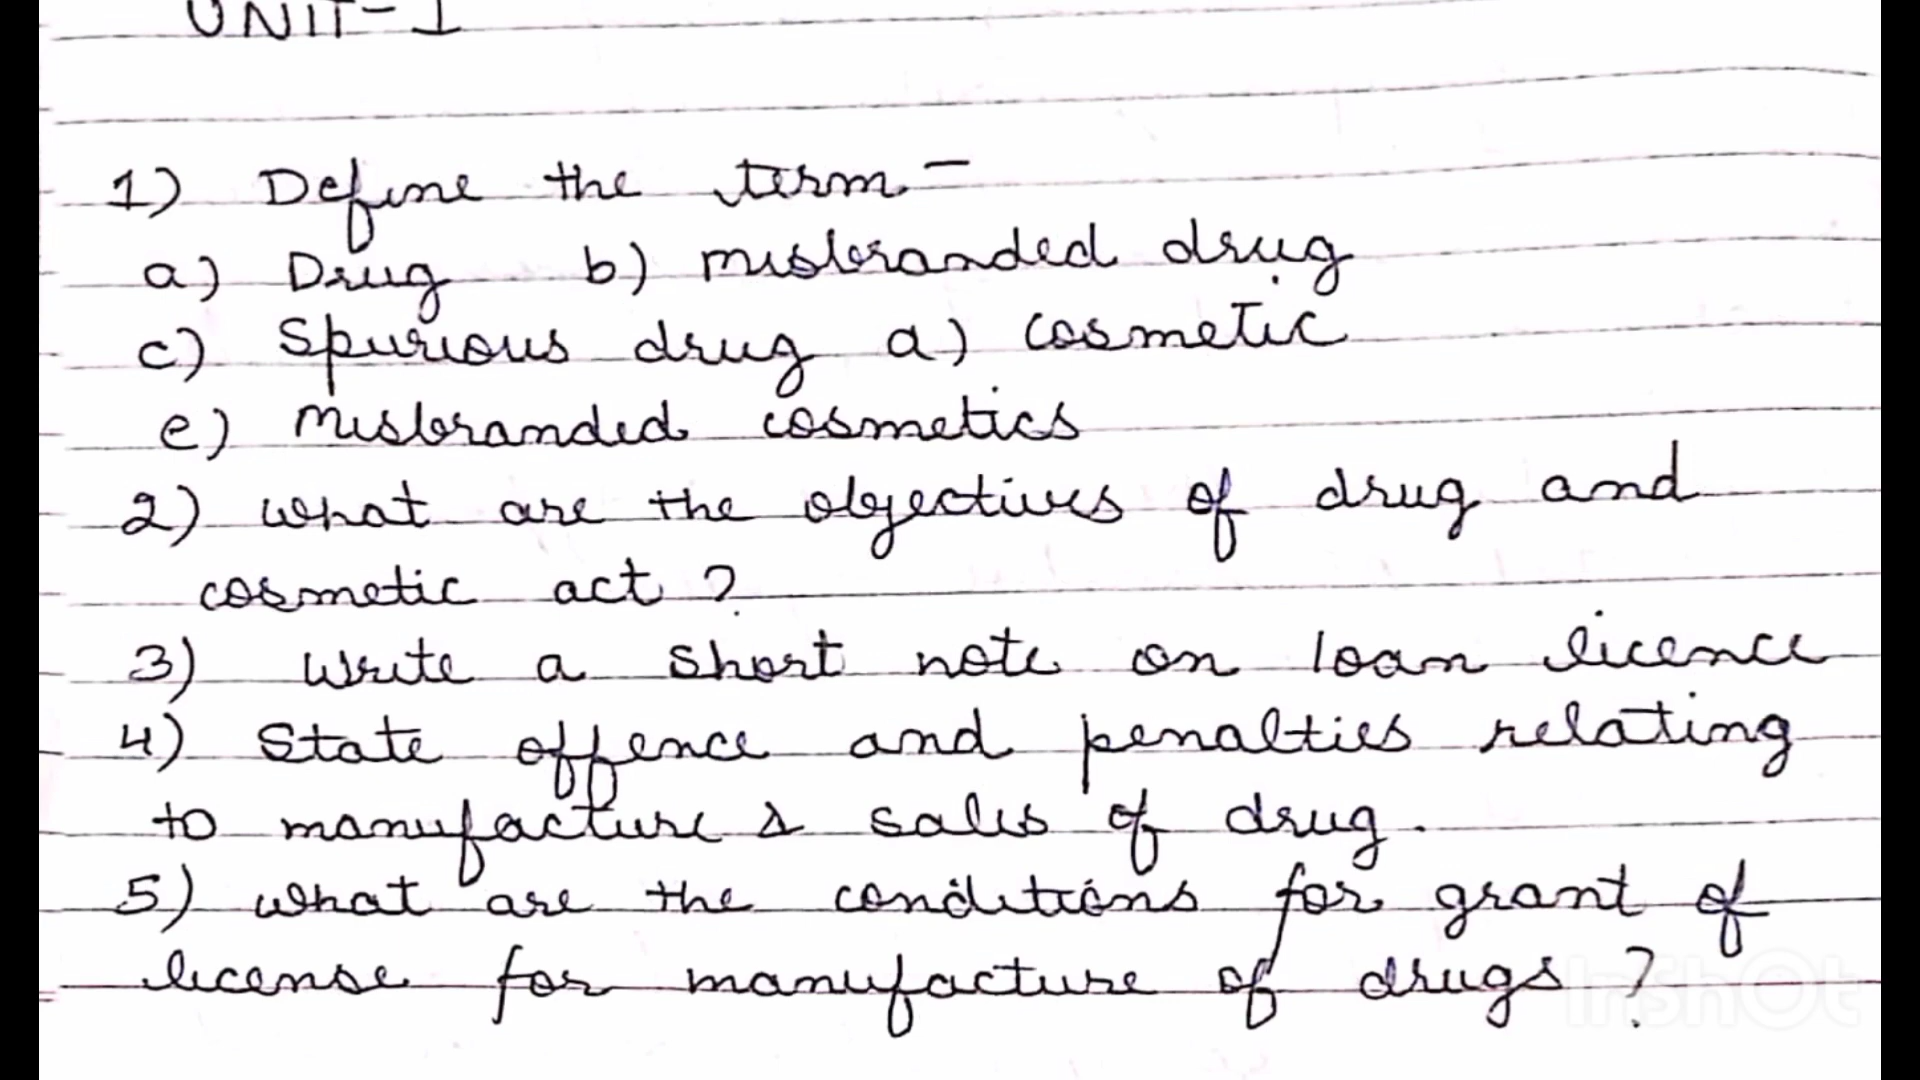 UNIT-1
1) Define the term-
a) Drug b) misbranded drug
c) Spurious drug a) cosmetic
e) Misbranded cosmetics
2) what are the objectives of drug and
cosmetic act ?
3) Write a short note on loan licence
4) State offence and penalties relating
to manufacture & sales of drug.
5) what are the conditions for grant of
license for manufacture of drugs ?
InShOt